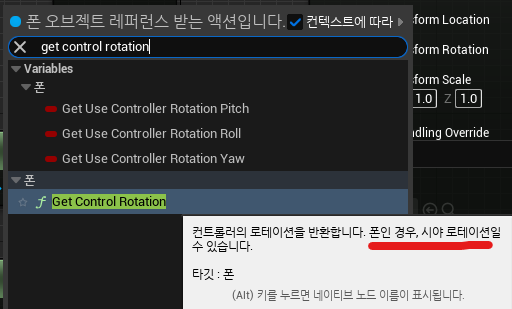 폰 오브젝트 레퍼런스 받는 액션입니다. 컨텍스트에 따라
get control rotation
Variables
폰
Get Use Controller Rotation Pitch
Get Use Controller Rotation Roll
Get Use Controller Rotation Yaw
폰
Get Control Rotation
nsform Location
nsform Rotation
sform Scale
1.0 Z 1.0
ndling Override
컨트롤러의 로테이션을 반환합니다. 폰인 경우, 시야 로테이션일
수 있습니다.
타깃 : 폰
(Alt) 키를 누르면 네이티브 노드 이름이 표시됩니다.